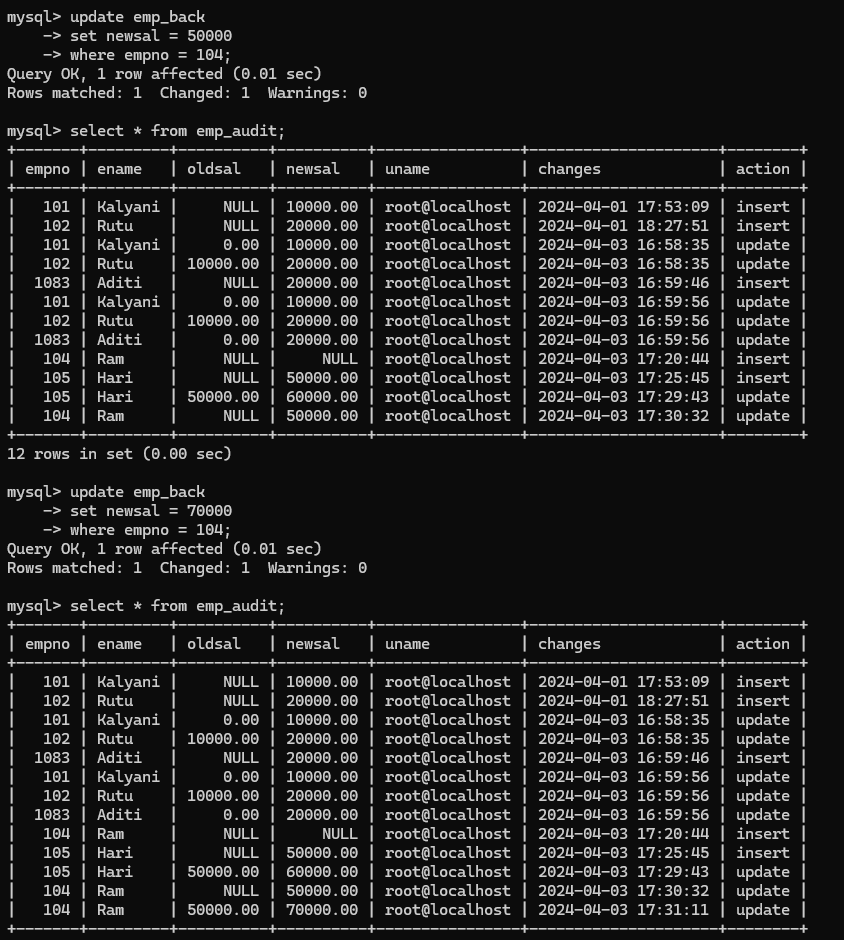 mysql> update emp_back
    -> set newsal = 50000
    -> where empno = 104;
Query OK, 1 row affected (0.01 sec)
Rows matched: 1  Changed: 1  Warnings: 0

mysql> select * from emp_audit;
+-------+---------+----------+----------+----------------+---------------------+--------+
| empno | ename   | oldsal   | newsal   | uname          | changes             | action |
+-------+---------+----------+----------+----------------+---------------------+--------+
|   101 | Kalyani |     NULL | 10000.00 | root@localhost | 2024-04-01 17:53:09 | insert |
|   102 | Rutu    |     NULL | 20000.00 | root@localhost | 2024-04-01 18:27:51 | insert |
|   101 | Kalyani |     0.00 | 10000.00 | root@localhost | 2024-04-03 16:58:35 | update |
|   102 | Rutu    | 10000.00 | 20000.00 | root@localhost | 2024-04-03 16:58:35 | update |
|  1083 | Aditi   |     NULL | 20000.00 | root@localhost | 2024-04-03 16:59:46 | insert |
|   101 | Kalyani |     0.00 | 10000.00 | root@localhost | 2024-04-03 16:59:56 | update |
|   102 | Rutu    | 10000.00 | 20000.00 | root@localhost | 2024-04-03 16:59:56 | update |
|  1083 | Aditi   |     0.00 | 20000.00 | root@localhost | 2024-04-03 16:59:56 | update |
|   104 | Ram     |     NULL |     NULL | root@localhost | 2024-04-03 17:20:44 | insert |
|   105 | Hari    |     NULL | 50000.00 | root@localhost | 2024-04-03 17:25:45 | insert |
|   105 | Hari    | 50000.00 | 60000.00 | root@localhost | 2024-04-03 17:29:43 | update |
|   104 | Ram     |     NULL | 50000.00 | root@localhost | 2024-04-03 17:30:32 | update |
+-------+---------+----------+----------+----------------+---------------------+--------+
12 rows in set (0.00 sec)

mysql> update emp_back
    -> set newsal = 70000
    -> where empno = 104;
Query OK, 1 row affected (0.01 sec)
Rows matched: 1  Changed: 1  Warnings: 0

mysql> select * from emp_audit;
+-------+---------+----------+----------+----------------+---------------------+--------+
| empno | ename   | oldsal   | newsal   | uname          | changes             | action |
+-------+---------+----------+----------+----------------+---------------------+--------+
|   101 | Kalyani |     NULL | 10000.00 | root@localhost | 2024-04-01 17:53:09 | insert |
|   102 | Rutu    |     NULL | 20000.00 | root@localhost | 2024-04-01 18:27:51 | insert |
|   101 | Kalyani |     0.00 | 10000.00 | root@localhost | 2024-04-03 16:58:35 | update |
|   102 | Rutu    | 10000.00 | 20000.00 | root@localhost | 2024-04-03 16:58:35 | update |
|  1083 | Aditi   |     NULL | 20000.00 | root@localhost | 2024-04-03 16:59:46 | insert |
|   101 | Kalyani |     0.00 | 10000.00 | root@localhost | 2024-04-03 16:59:56 | update |
|   102 | Rutu    | 10000.00 | 20000.00 | root@localhost | 2024-04-03 16:59:56 | update |
|  1083 | Aditi   |     0.00 | 20000.00 | root@localhost | 2024-04-03 16:59:56 | update |
|   104 | Ram     |     NULL |     NULL | root@localhost | 2024-04-03 17:20:44 | insert |
|   105 | Hari    |     NULL | 50000.00 | root@localhost | 2024-04-03 17:25:45 | insert |
|   105 | Hari    | 50000.00 | 60000.00 | root@localhost | 2024-04-03 17:29:43 | update |
|   104 | Ram     |     NULL | 50000.00 | root@localhost | 2024-04-03 17:30:32 | update |
|   104 | Ram     | 50000.00 | 70000.00 | root@localhost | 2024-04-03 17:31:11 | update |
+-------+---------+----------+----------+----------------+---------------------+--------+